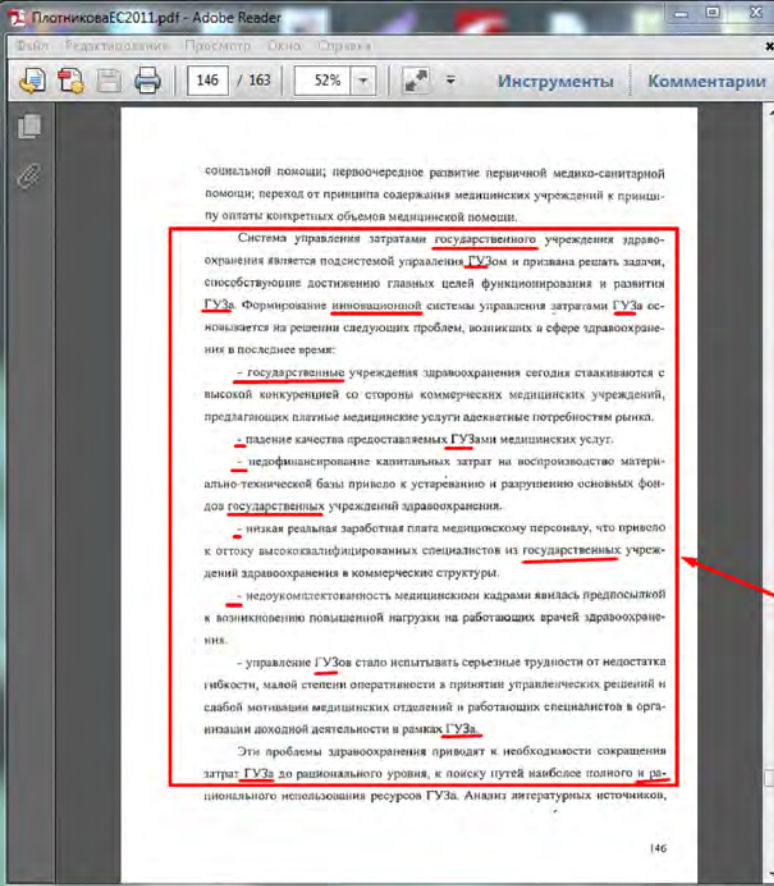 ПлотниковаЕС2011.pdf - Adobe Reader
Файл Редактирование Просмотр Окно Справка
146 / 163 52% Инструменты Комментарии
социальной помощи; первоочередное развитие первичной медико-санитарной
помощи; переход от принципа содержания медицинских учреждений к принци-
пу оплаты конкретных объемов медицинской помощи.
Система управления затратами государственного учреждения здраво-
охранения является подсистемой управления ГУЗом и призвана решать задачи,
способствующие достижению главных целей функционирования и развития
ГУЗа. Формирование инновационной системы управления затратами ГУЗа ос-
новывается на решении следующих проблем, возникших в сфере здравоохране-
ния в последнее время:
- государственные учреждения здравоохранения сегодня сталкиваются с
высокой конкуренцией со стороны коммерческих медицинских учреждений,
предлагающих платные медицинские услуги адекватные потребностям рынка.
- падение качества предоставляемых ГУЗами медицинских услуг.
- недофинансирование капитальных затрат на воспроизводство матери-
ально-технической базы привело к устареванию и разрушению основных фон-
дов государственных учреждений здравоохранения.
- низкая реальная заработная плата медицинскому персоналу, что привело
к оттоку высококвалифицированных специалистов из государственных учреж-
дений здравоохранения в коммерческие структуры.
- недоукомплектованность медицинскими кадрами явилась предпосылкой
к возникновению повышенной нагрузки на работающих врачей здравоохране-
ния.
- управление ГУЗов стало испытывать серьезные трудности от недостатка
гибкости, малой степени оперативности в принятии управленческих решений и
слабой мотивации медицинских отделений и работающих специалистов в орга-
низации доходной деятельности в рамках ГУЗа.
Эти проблемы здравоохранения приводят к необходимости сокращения
затрат ГУЗа до рационального уровня, к поиску путей наиболее полного и ра-
ционального использования ресурсов ГУЗа. Анализ литературных источников,
146